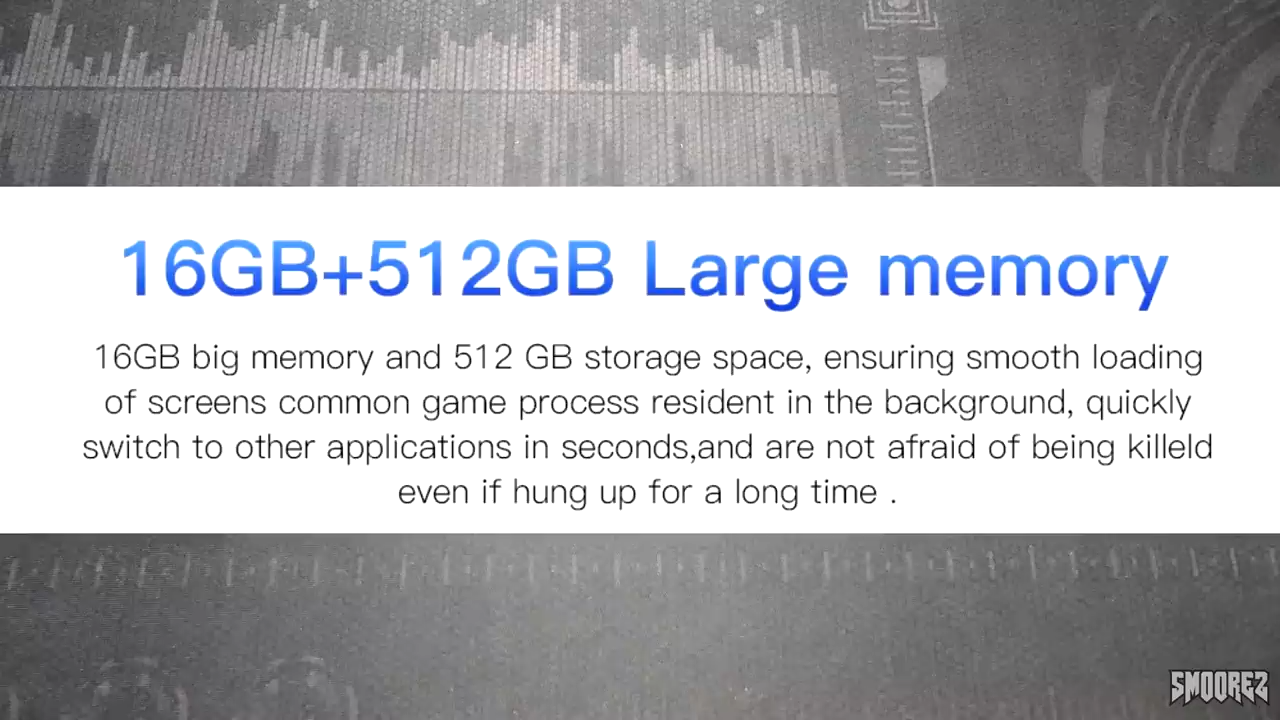 16GB+512GB Large memory
16GB big memory and 512 GB storage space, ensuring smooth loading
of screens common game process resident in the background, quickly
switch to other applications in seconds,and are not afraid of being killeld
even if hung up for a long time .
SMOOREZ